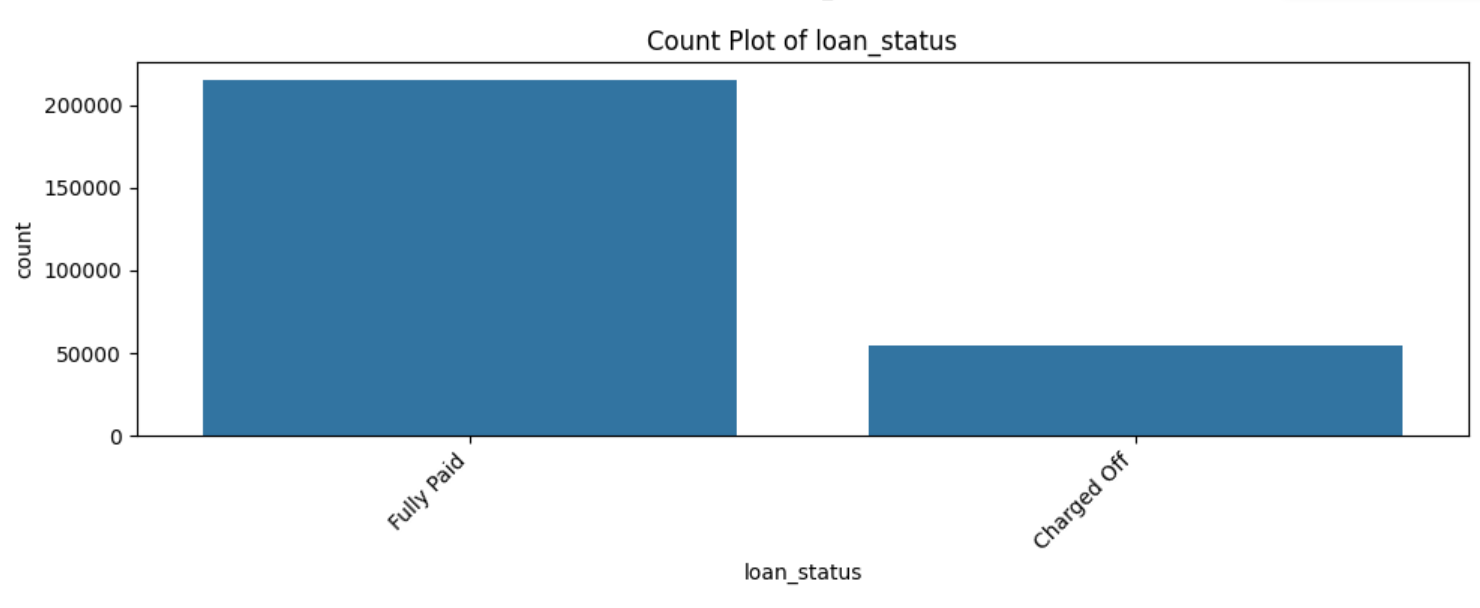 Count Plot of loan_status
200000
150000
100000
50000
0
count
Fully Paid
Charged Off
loan_status